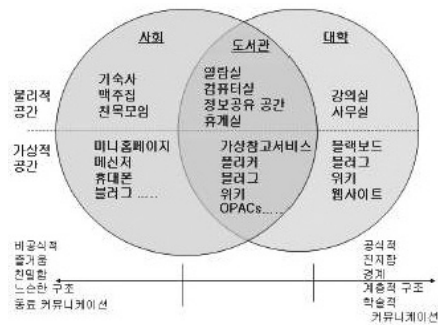 사회
도서관
대학
물리적
공간
기숙사
맥주집
친목모임
열람실
컴퓨터실
정보공유 공간
휴게실
강의실
사무실
가상적
공간
미니홈페이지
메신저
휴대폰
블러그 .....
가상참고서비스
플리커
블러그
위키
OPACs.....
블랙보드
블러그
위키
웹사이트
비공식적
즐거움
친밀함
느슨한 구조
동료 커뮤니케이션
공식적
진지함
경계
계층적 구조
학술적
커뮤니케이션